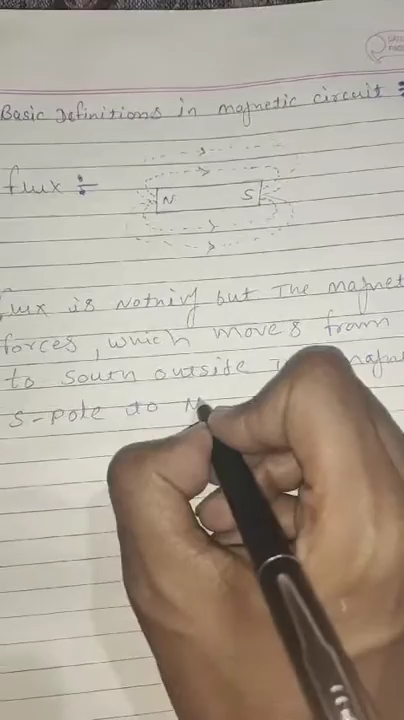 Basic Definitions in magnetic circuit :
flux :
N S
flux is Nothing but The magnet
forces, which moves from
to South outside
S-pole to N